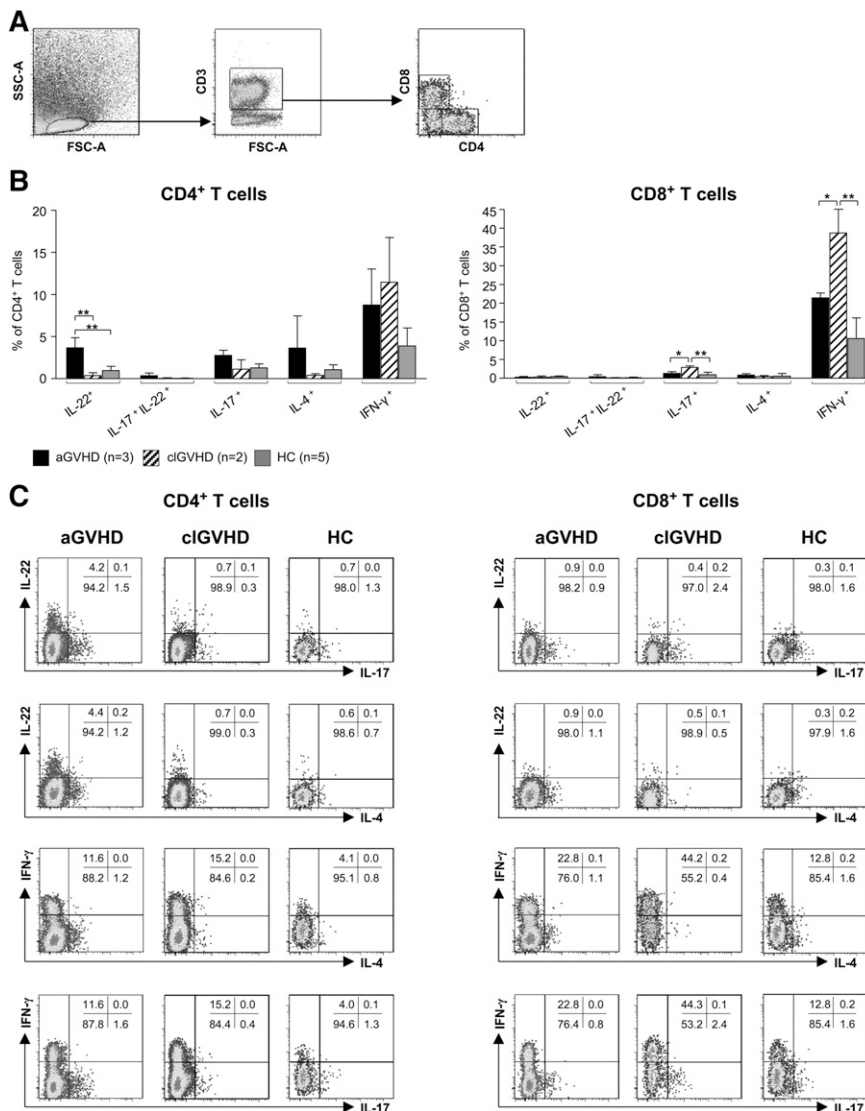 A
SSC-A
FSC-A
CD3
FSC-A
CD8
CD4
B
CD4+ T cells
% of CD4+ T cells
20
15
10
5
0
**
**
IL-22+
IL-17+IL-22+
IL-17+
IL-4+
IFN-γ+
CD8+ T cells
% of CD8+ T cells
45
40
35
30
25
20
15
10
5
0
* **
* **
IL-22+
IL-17+IL-22+
IL-17+
IL-4+
IFN-γ+
aGVHD (n=3) clGVHD (n=2) HC (n=5)
C
CD4+ T cells CD8+ T cells
aGVHD clGVHD HC aGVHD clGVHD HC
IL-22 4.2 0.1 0.7 0.1 0.7 0.0 IL-22 0.9 0.0 0.4 0.2 0.3 0.1
94.2 1.5 98.9 0.3 98.0 1.3 98.2 0.9 97.0 2.4 98.0 1.6
IL-17 IL-17
IL-22 4.4 0.2 0.7 0.0 0.6 0.1 IL-22 0.9 0.0 0.5 0.1 0.3 0.2
94.2 1.2 99.0 0.3 98.6 0.7 98.0 1.1 98.9 0.5 97.9 1.6
IL-4 IL-4
IFN-γ 11.6 0.0 15.2 0.0 4.1 0.0 IFN-γ 22.8 0.1 44.2 0.2 12.8 0.2
88.2 1.2 84.6 0.2 95.1 0.8 76.0 1.1 55.2 0.4 85.4 1.6
IL-4 IL-4
IFN-γ 11.6 0.0 15.2 0.0 4.0 0.1 IFN-γ 22.8 0.0 44.3 0.1 12.8 0.2
87.8 1.6 84.4 0.4 94.6 1.3 76.4 0.8 53.2 2.4 85.4 1.6
IL-17 IL-17